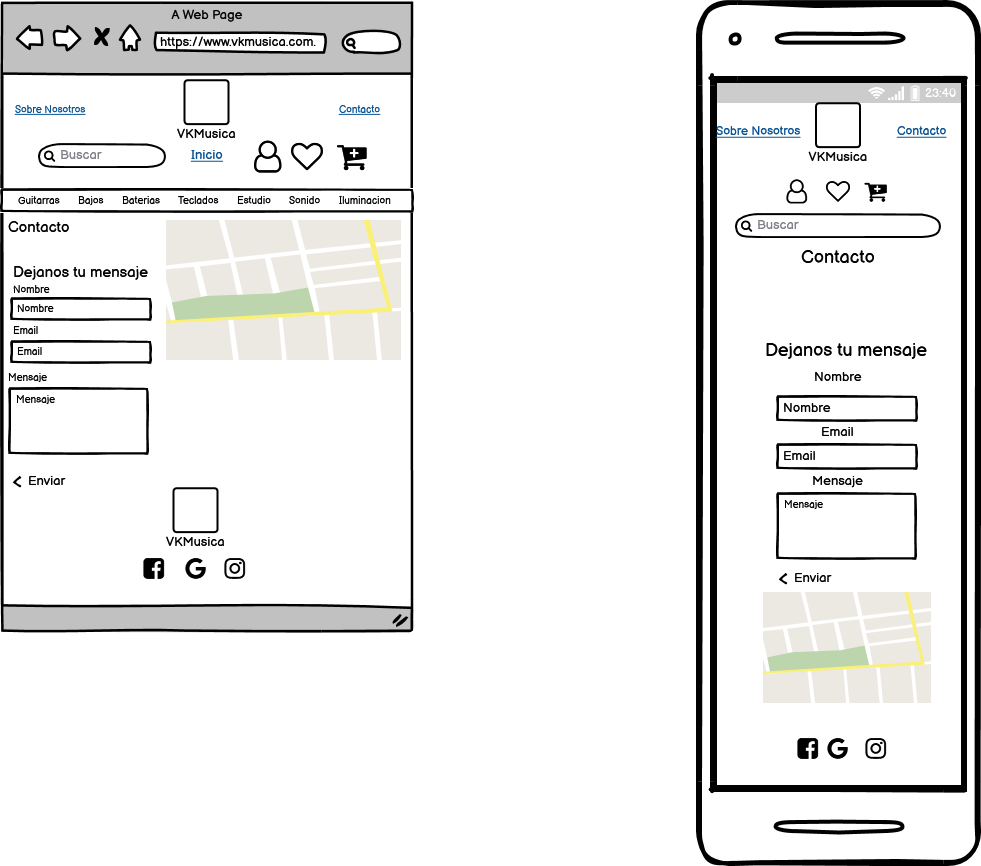 A Web Page
https://www.vkmusica.com.
Sobre Nosotros
Contacto
VKMusica
Buscar
Inicio
Guitarras Bajos Baterias Teclados Estudio Sonido Iluminacion
Contacto
Dejanos tu mensaje
Nombre
Nombre
Email
Email
Mensaje
Mensaje
Enviar
VKMusica
23:40
Sobre Nosotros
Contacto
VKMusica
Buscar
Contacto
Dejanos tu mensaje
Nombre
Nombre
Email
Email
Mensaje
Mensaje
Enviar